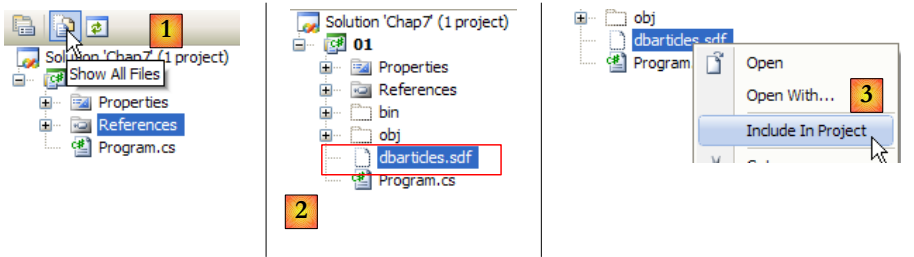 1
Solution 'Chap7' (1 project)
Show All Files
Properties
References
Program.cs
Solution 'Chap7' (1 project)
01
Properties
References
bin
obj
dbarticles.sdf
Program.cs
2
obj
dbarticles.sdf
Program
Open
Open With...
3
Include In Project